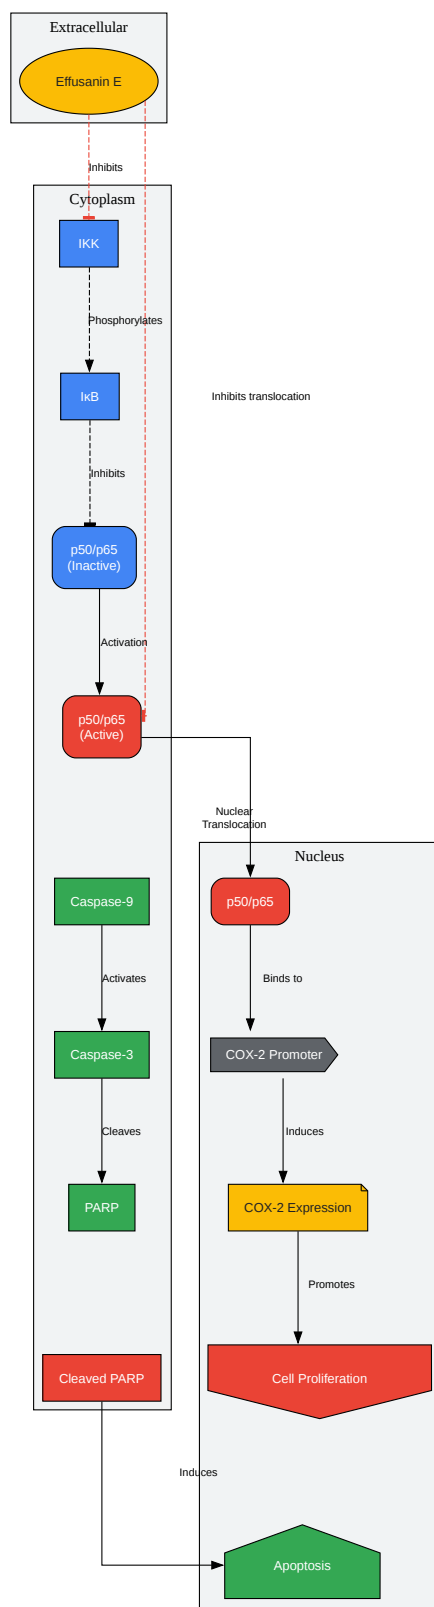 Extracellular
Effusanin E
Inhibits
Cytoplasm
IKK
Phosphorylates
IκB
Inhibits translocation
Inhibits
p50/p65
(Inactive)
Activation
p50/p65
(Active)
Nuclear
Translocation
Nucleus
Caspase-9
p50/p65
Activates
Binds to
Caspase-3
COX-2 Promoter
Cleaves
Induces
PARP
COX-2 Expression
Promotes
Cleaved PARP
Cell Proliferation
Induces
Apoptosis